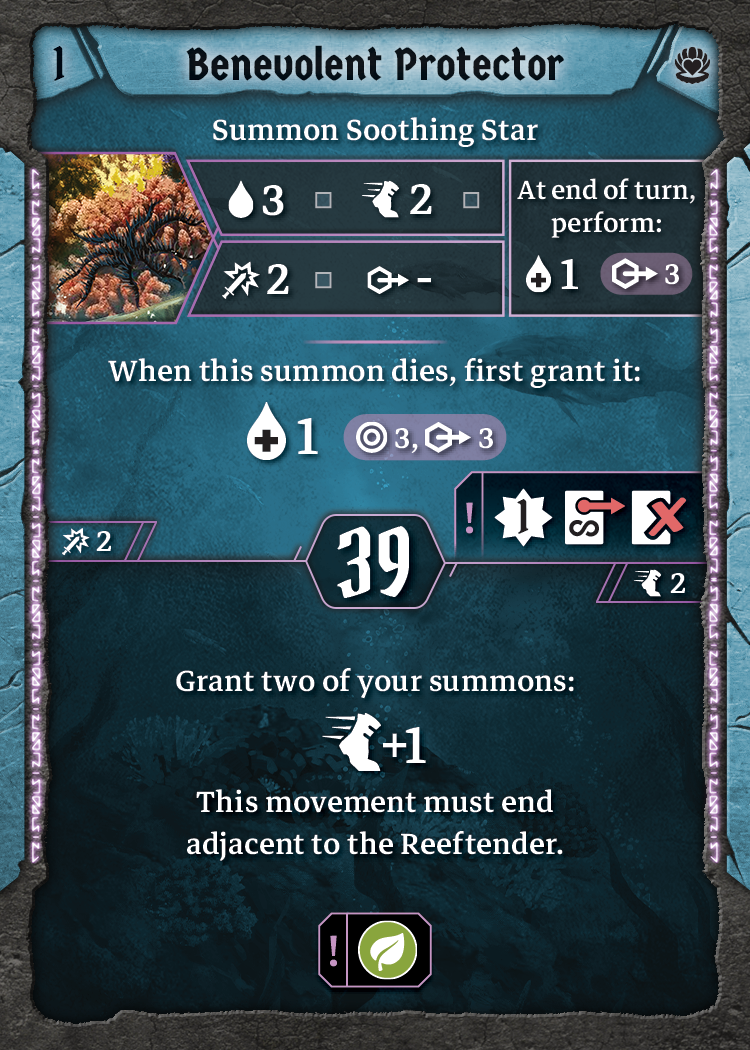 1
Benevolent Protector
Summon Soothing Star
3
2
At end of turn,
perform:
2
-
1
3
When this summon dies, first grant it:
1
3,
3
!
1
S
2
39
2
Grant two of your summons:
+1
This movement must end
adjacent to the Reeftender.
!